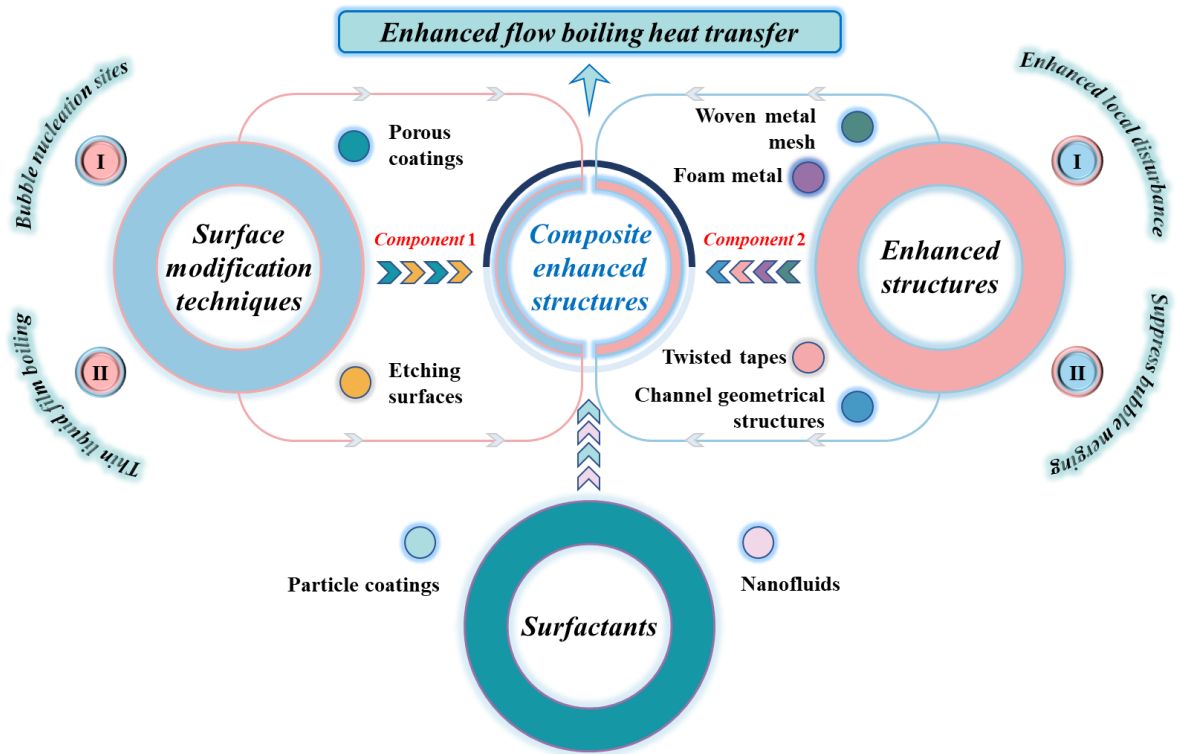 Enhanced flow boiling heat transfer
Bubble nucleation sites
I
Thin liquid film boiling
II
Surface
modification
techniques
Porous
coatings
Component 1
Etching
surfaces
Composite
enhanced
structures
Woven metal
mesh
Foam metal
Component 2
Twisted tapes
Channel geometrical
structures
Enhanced
structures
Enhanced local disturbance
I
Suppress bubble merging
II
Particle coatings
Nanofluids
Surfactants